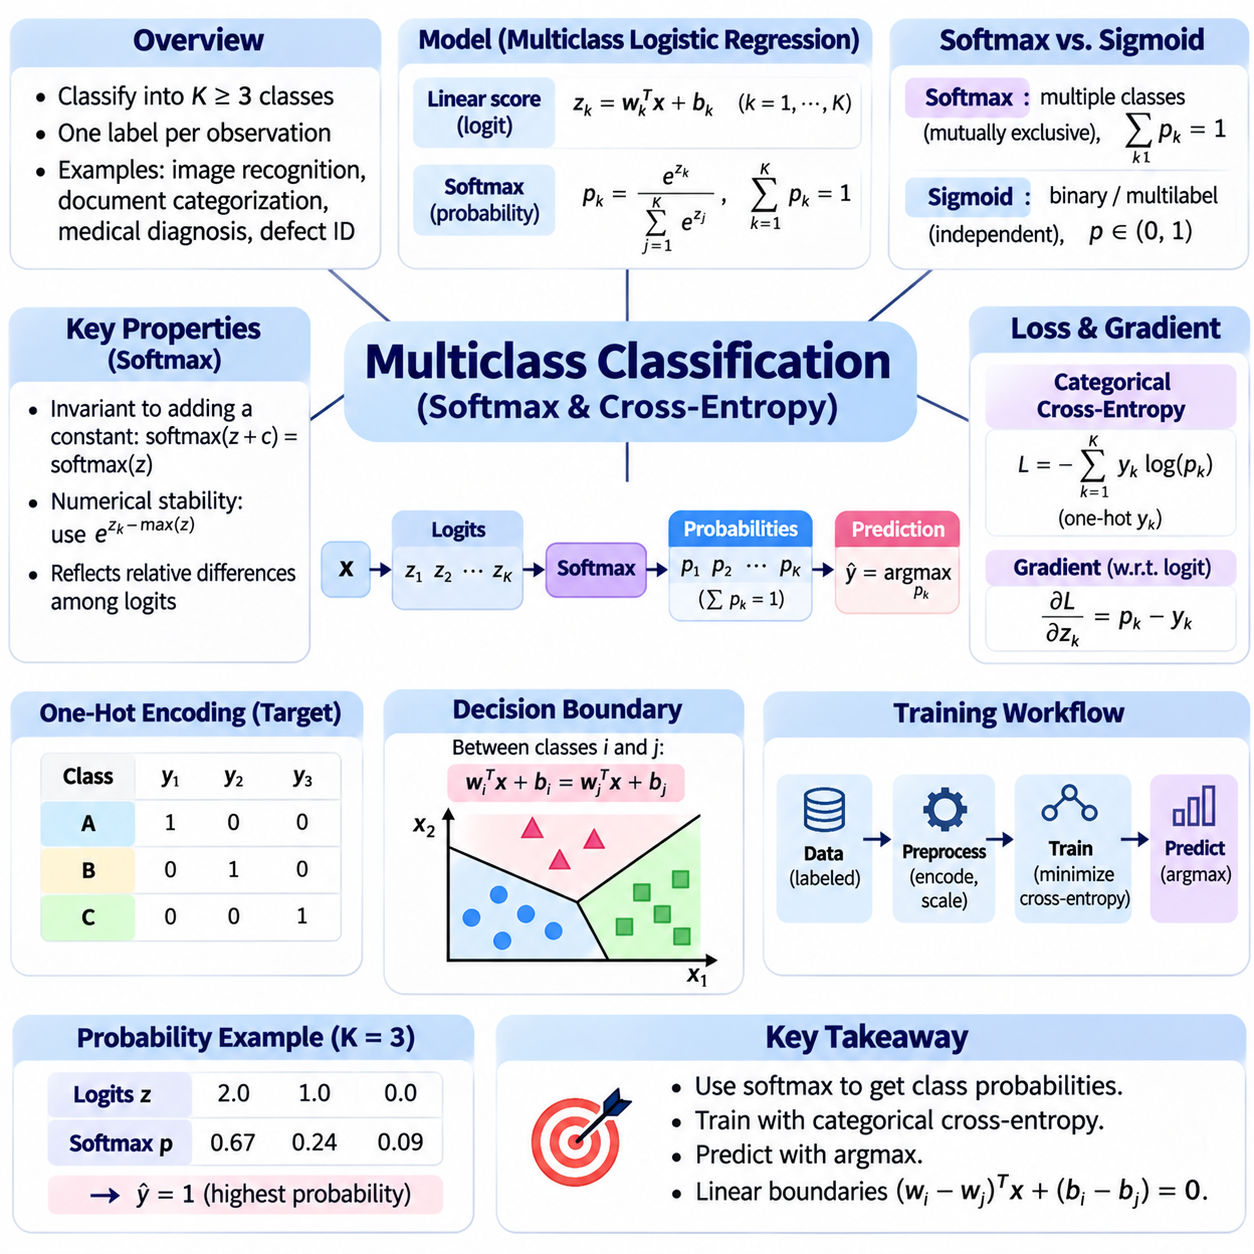 Overview
• Classify into K ≥ 3 classes
• One label per observation
• Examples: image recognition,
document categorization,
medical diagnosis, defect ID
Model (Multiclass Logistic Regression)
Linear score
(logit)
z_k = w_k^T x + b_k (k = 1, ⋯, K)
Softmax
(probability)
p_k = e^{z_k} / ∑_{j=1}^{K} e^{z_j} , ∑_{k=1}^{K} p_k = 1
Softmax vs. Sigmoid
Softmax : multiple classes
(mutually exclusive), ∑_{k1} p_k = 1
Sigmoid : binary / multilabel
(independent), p ∈ (0, 1)
Key Properties
(Softmax)
• Invariant to adding a
constant: softmax(z + c) =
softmax(z)
• Numerical stability:
use e^{z_k − max(z)}
• Reflects relative differences
among logits
Multiclass Classification
(Softmax & Cross-Entropy)
x
Logits
z_1 z_2 ⋯ z_K
Softmax
Probabilities
p_1 p_2 ⋯ p_K
(∑ p_k = 1)
Prediction
ŷ = argmax
p_k
Loss & Gradient
Categorical
Cross-Entropy
L = − ∑_{k=1}^{K} y_k log(p_k)
(one-hot y_k)
Gradient (w.r.t. logit)
∂L/∂z_k = p_k − y_k
One-Hot Encoding (Target)
Class y_1 y_2 y_3
A 1 0 0
B 0 1 0
C 0 0 1
Decision Boundary
Between classes i and j:
w_i^T x + b_i = w_j^T x + b_j
x_2
x_1
Training Workflow
Data
(labeled)
Preprocess
(encode,
scale)
Train
(minimize
cross-entropy)
Predict
(argmax)
Probability Example (K = 3)
Logits z 2.0 1.0 0.0
Softmax p 0.67 0.24 0.09
→ ŷ = 1 (highest probability)
Key Takeaway
• Use softmax to get class probabilities.
• Train with categorical cross-entropy.
• Predict with argmax.
• Linear boundaries (w_i − w_j)^T x + (b_i − b_j) = 0.